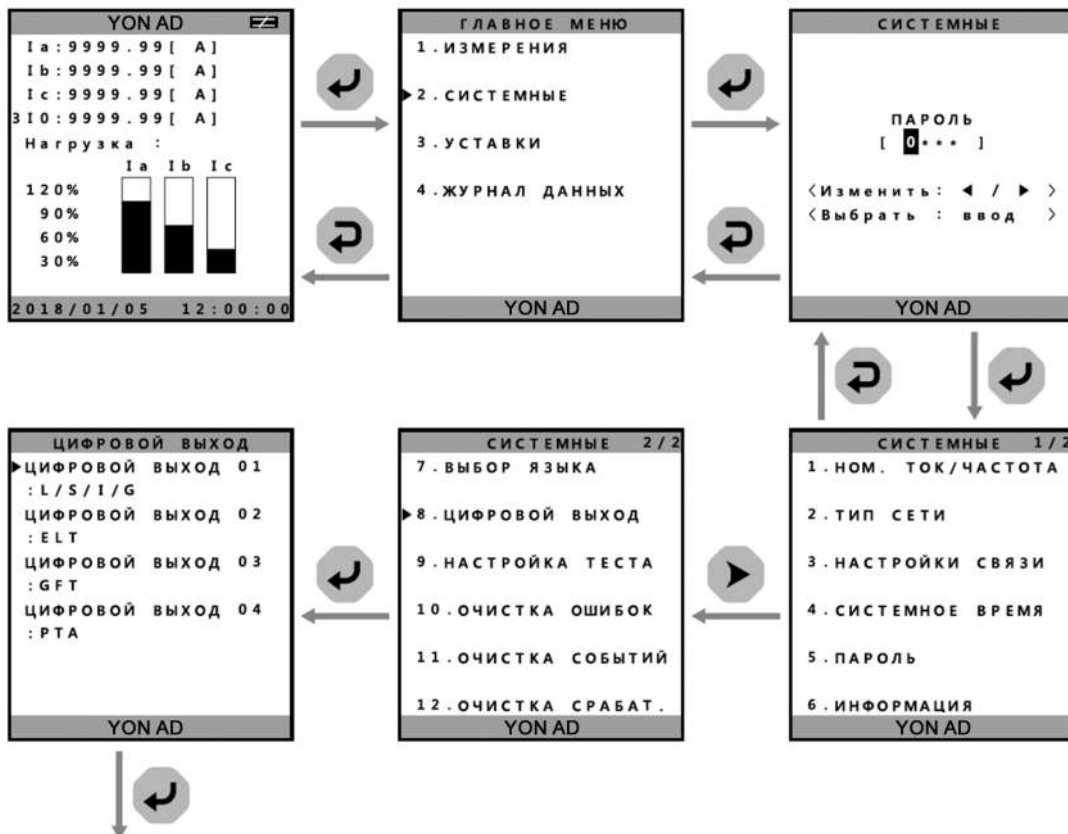 YON AD
Ia:9999.99[ A]
Ib:9999.99[ A]
Ic:9999.99[ A]
3I0:9999.99[ A]
Нагрузка :
Ia Ib Ic
120%
90%
60%
30%
2018/01/05 12:00:00
ГЛАВНОЕ МЕНЮ
1.ИЗМЕРЕНИЯ
2.СИСТЕМНЫЕ
3.УСТАВКИ
4.ЖУРНАЛ ДАННЫХ
YON AD
СИСТЕМНЫЕ
ПАРОЛЬ
[ 0*** ]
<Изменить: ◀ / ▶ >
<Выбрать : ввод >
YON AD
ЦИФРОВОЙ ВЫХОД
ЦИФРОВОЙ ВЫХОД 01
:L/S/I/G
ЦИФРОВОЙ ВЫХОД 02
:ELT
ЦИФРОВОЙ ВЫХОД 03
:GFT
ЦИФРОВОЙ ВЫХОД 04
:PTA
YON AD
СИСТЕМНЫЕ 2/2
7.ВЫБОР ЯЗЫКА
8.ЦИФРОВОЙ ВЫХОД
9.НАСТРОЙКА ТЕСТА
10.ОЧИСТКА ОШИБОК
11.ОЧИСТКА СОБЫТИЙ
12.ОЧИСТКА СРАБАТ.
YON AD
СИСТЕМНЫЕ 1/2
1.НОМ. ТОК/ЧАСТОТА
2.ТИП СЕТИ
3.НАСТРОЙКИ СВЯЗИ
4.СИСТЕМНОЕ ВРЕМЯ
5.ПАРОЛЬ
6.ИНФОРМАЦИЯ
YON AD